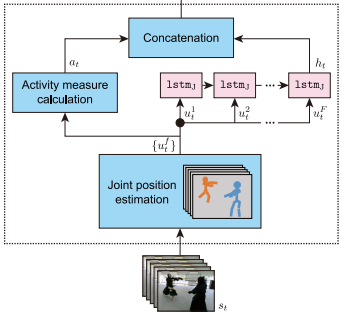 Concatenation
a_t
h_t
Activity measure
calculation
lstm_J
lstm_J
...
lstm_J
u_t^1
u_t^2
...
u_t^F
{u_t^f}
Joint position
estimation
s_t